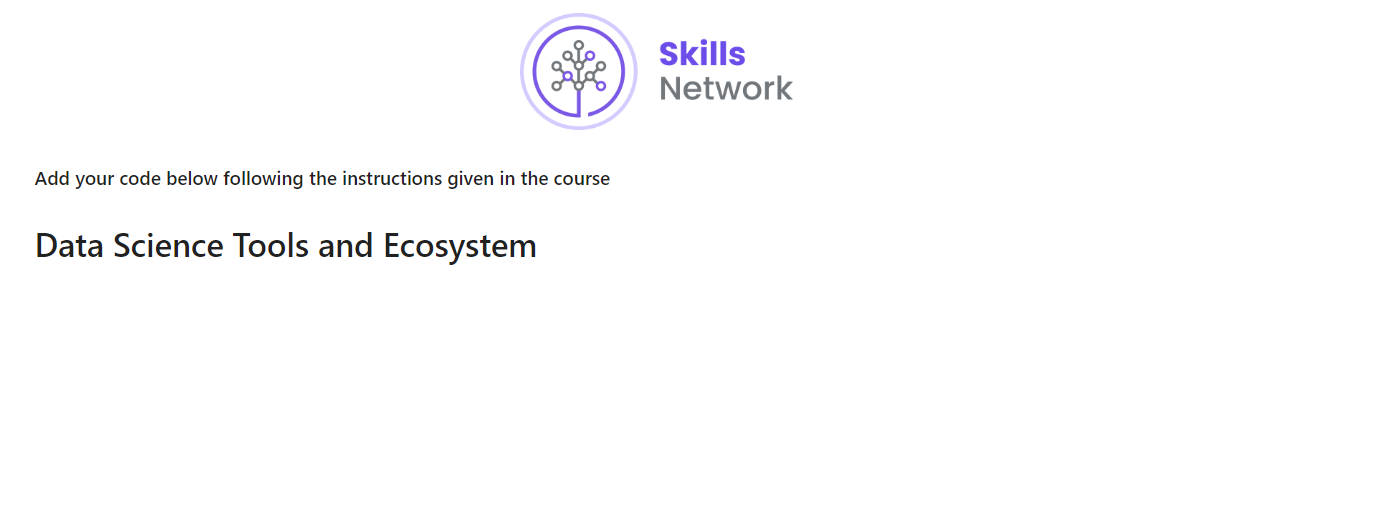 Skills
Network
Add your code below following the instructions given in the course
Data Science Tools and Ecosystem